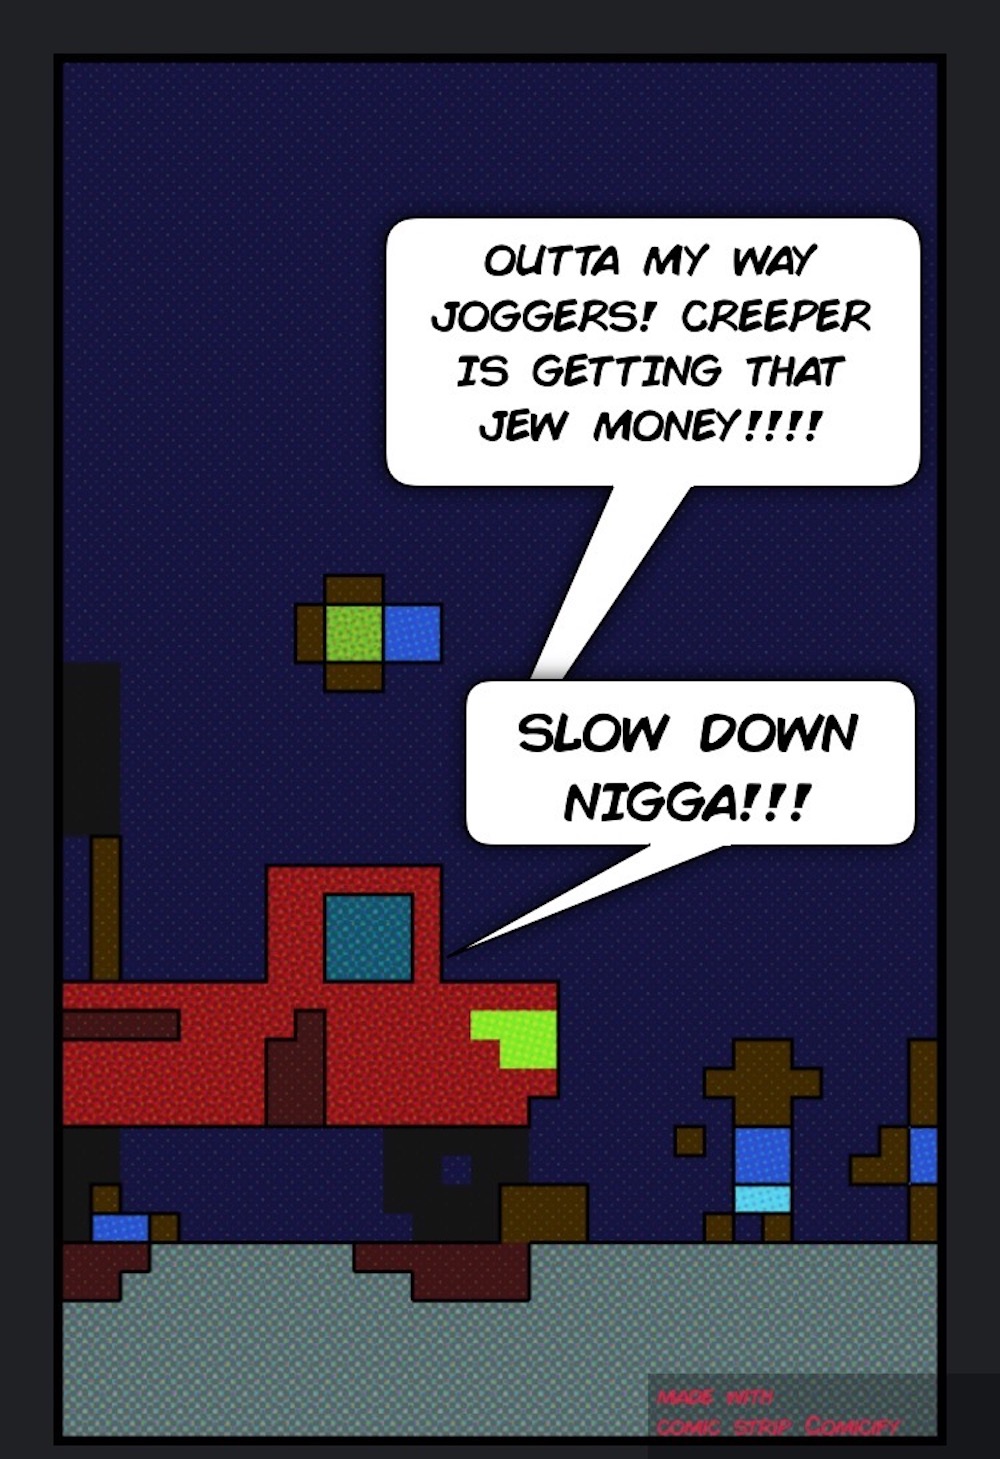 OUTTA MY WAY
JOGGERS! CREEPER
IS GETTING THAT
JEW MONEY!!!!
SLOW DOWN
NIGGA!!!
MADE WITH
COMIC STRIP COMICIFY